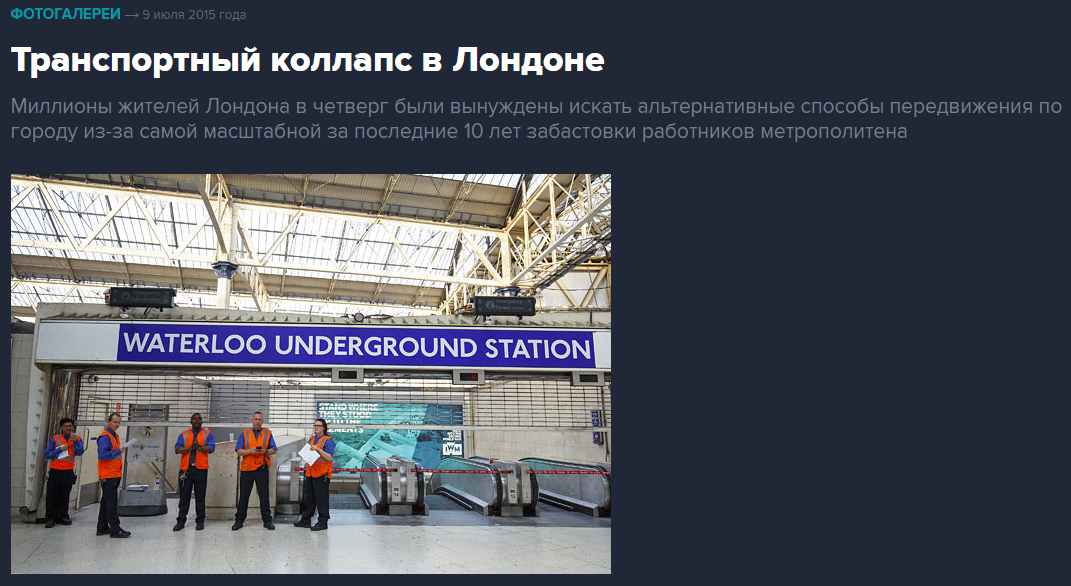 ФОТОГАЛЕРЕИ → 9 июля 2015 года
Транспортный коллапс в Лондоне
Миллионы жителей Лондона в четверг были вынуждены искать альтернативные способы передвижения по
городу из-за самой масштабной за последние 10 лет забастовки работников метрополитена
WATERLOO UNDERGROUND STATION
STAND WHERE
THEY STOOD
IWM